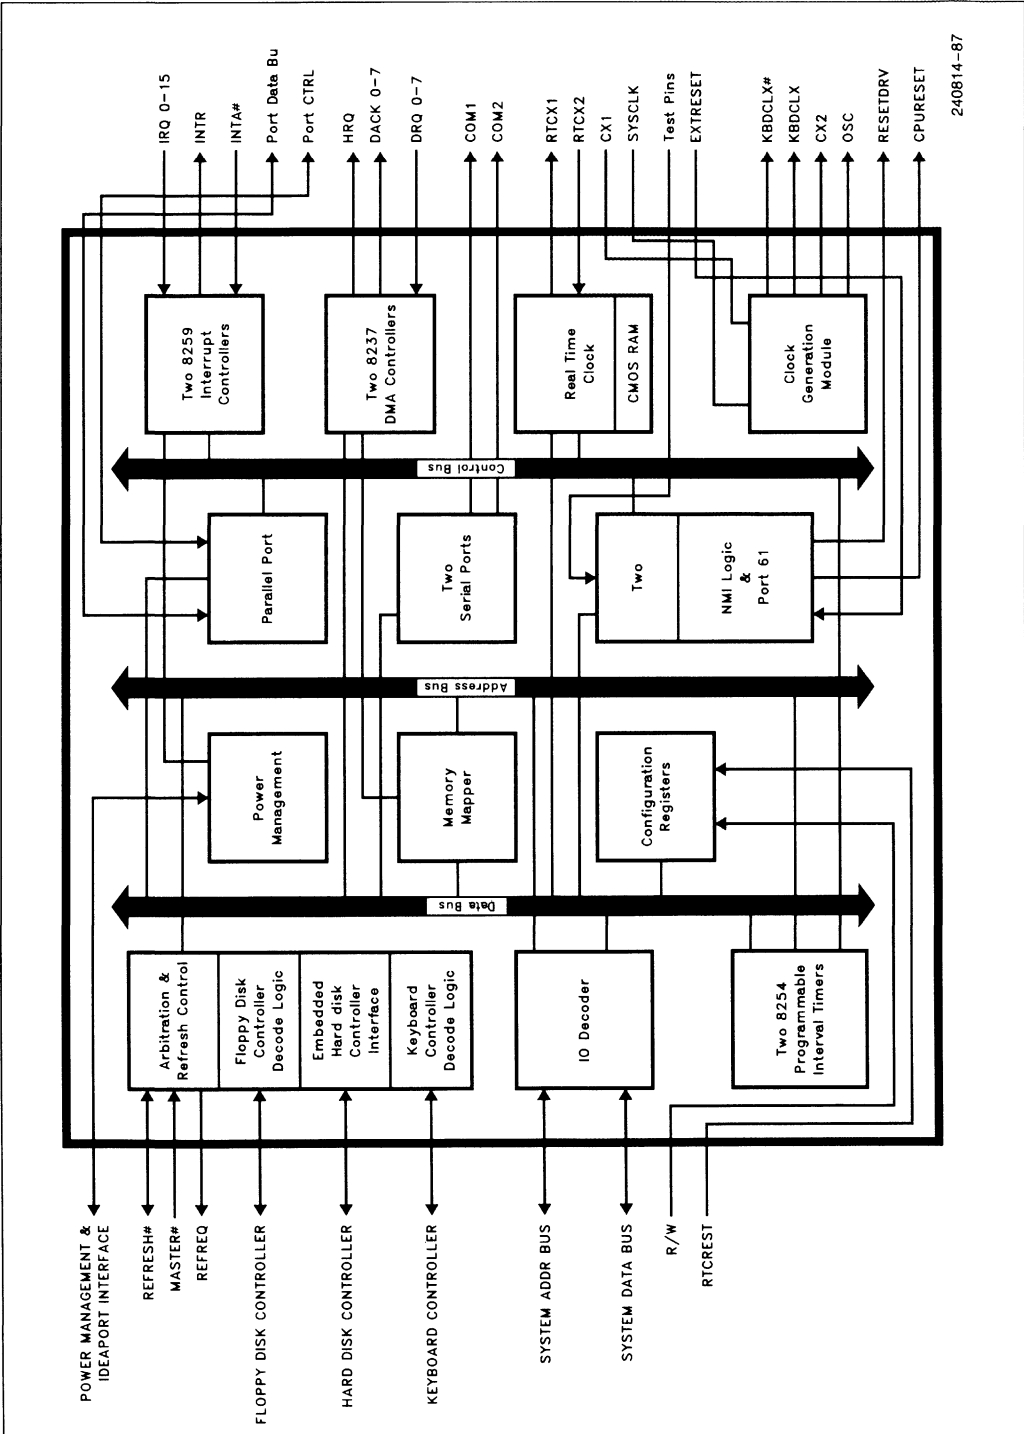 POWER MANAGEMENT &
IDEAPORT INTERFACE
REFRESH#
MASTER#
REFREQ
FLOPPY DISK CONTROLLER
HARD DISK CONTROLLER
KEYBOARD CONTROLLER
SYSTEM ADDR BUS
SYSTEM DATA BUS
R/W
RTCREST
Arbitration &
Refresh Control
Floppy Disk
Controller
Decode Logic
Embedded
Hard disk
Controller
Interface
Keyboard
Controller
Decode Logic
IO Decoder
Two 8254
Programmable
Interval Timers
Data Bus
Power
Management
Memory
Mapper
Configuration
Registers
Address Bus
Parallel Port
Two
Serial Ports
Two
NMI Logic
&
Port 61
Control Bus
Two 8259
Interrupt
Controllers
Two 8237
DMA Controllers
Real Time
Clock
CMOS RAM
Clock
Generation
Module
IRQ 0-15
INTR
INTA#
Port Data Bu
Port CTRL
HRQ
DACK 0-7
DRQ 0-7
COM1
COM2
RTCX1
RTCX2
CX1
SYSCLK
Test Pins
EXTRESET
KBDCLX#
KBDCLX
CX2
OSC
RESETDRV
CPURESET
240814-87